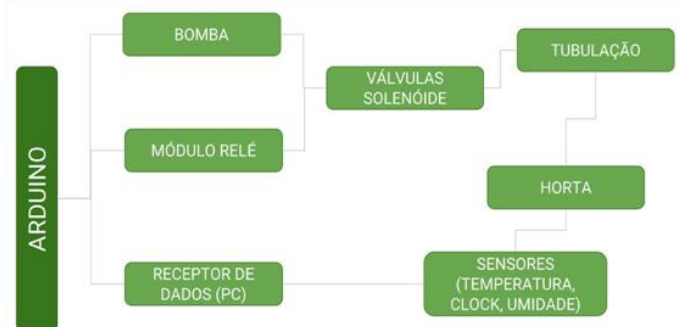 ARDUINO
BOMBA
MÓDULO RELÉ
RECEPTOR DE
DADOS (PC)
VÁLVULAS
SOLENÓIDE
TUBULAÇÃO
HORTA
SENSORES
(TEMPERATURA,
CLOCK, UMIDADE)